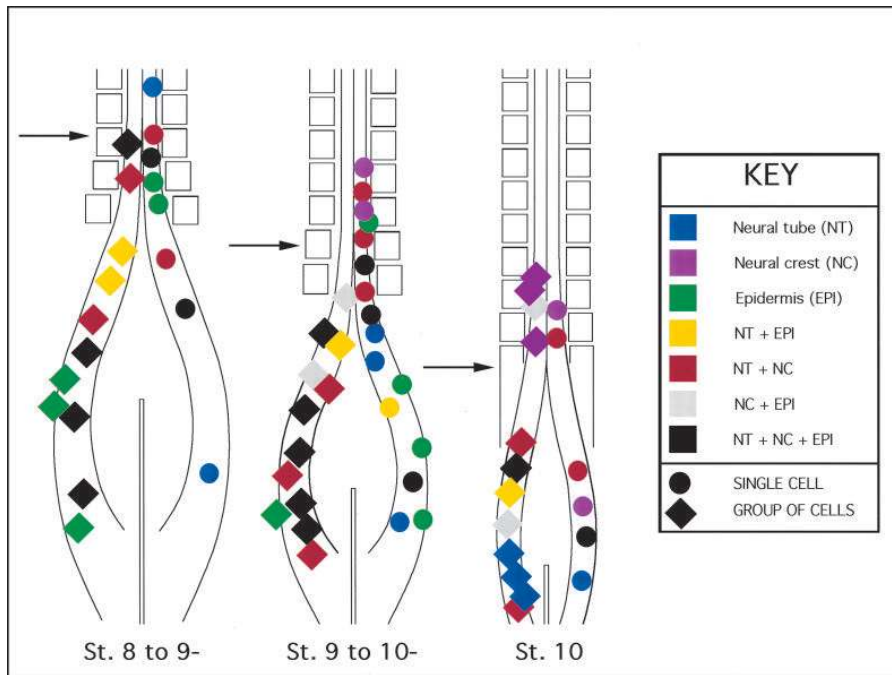 KEY
Neural tube (NT)
Neural crest (NC)
Epidermis (EPI)
NT + EPI
NT + NC
NC + EPI
NT + NC + EPI
SINGLE CELL
GROUP OF CELLS
St. 8 to 9-
St. 9 to 10-
St. 10